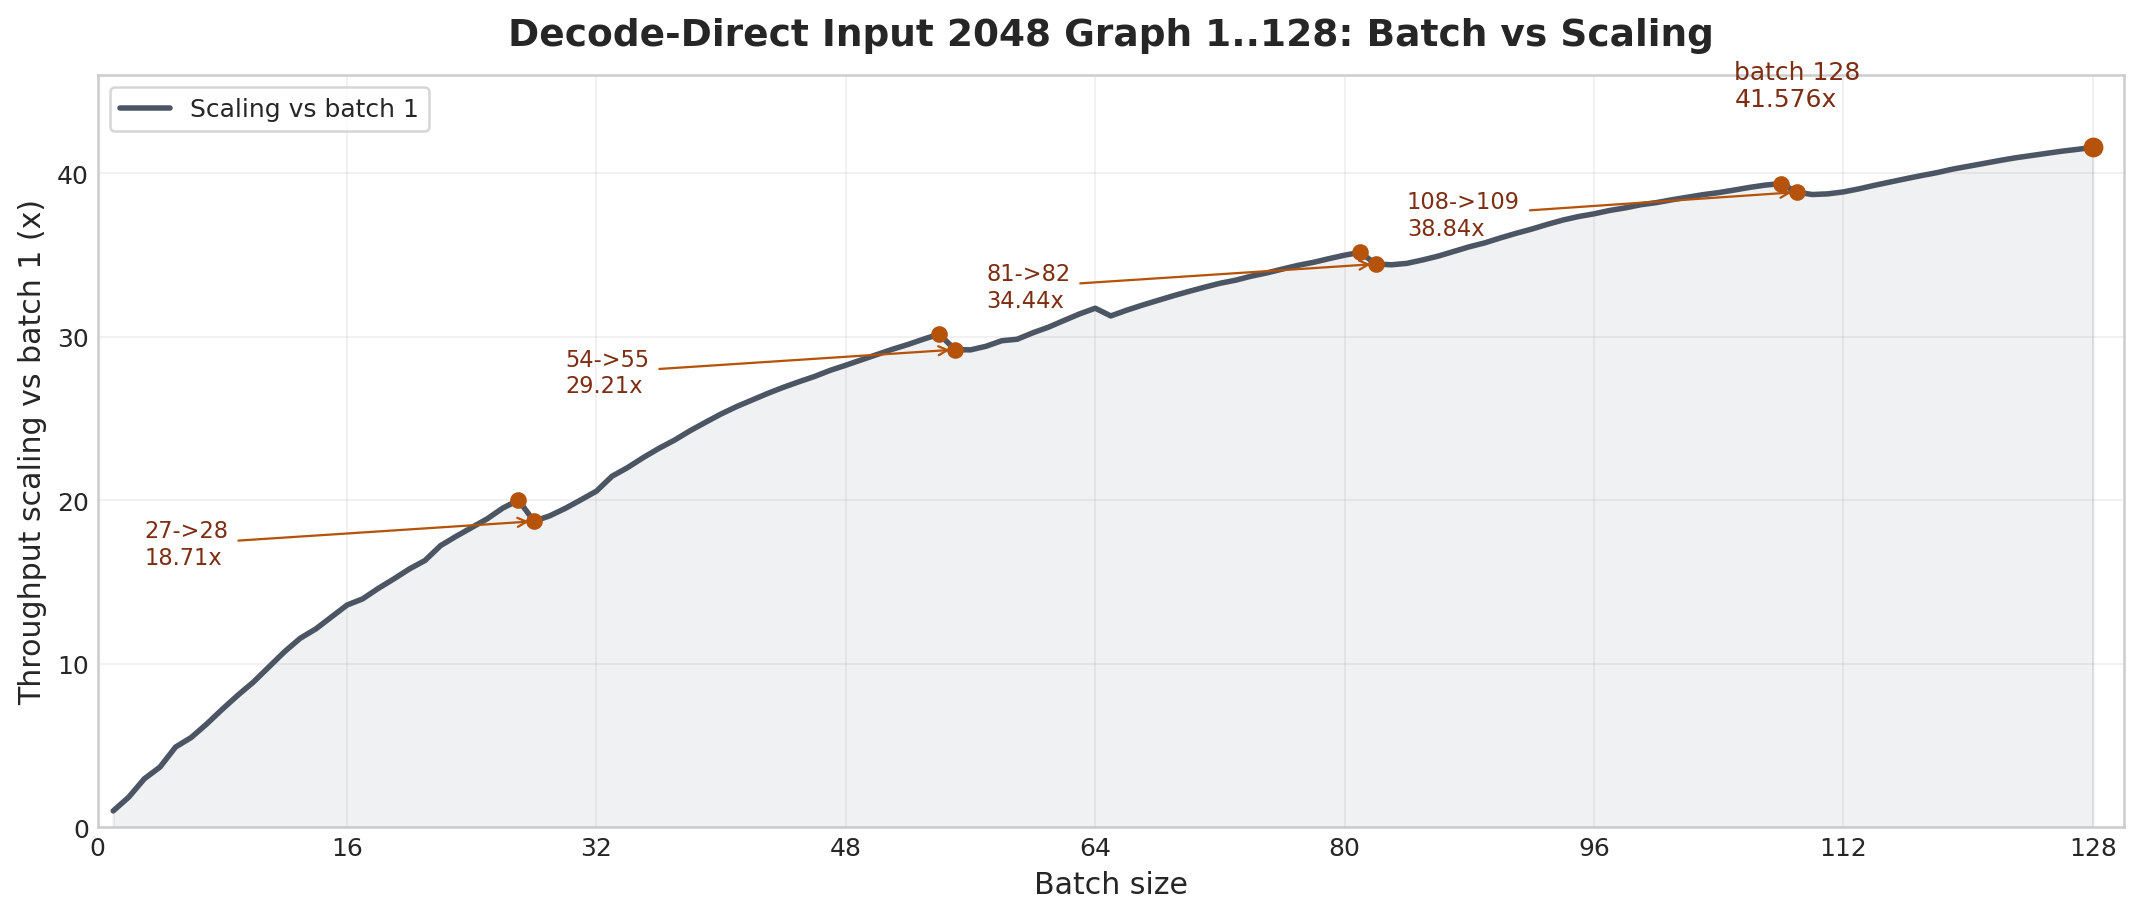 Decode-Direct Input 2048 Graph 1..128: Batch vs Scaling
batch 128
41.576x
Scaling vs batch 1
Throughput scaling vs batch 1 (x)
40
30
20
10
0
108->109
38.84x
81->82
34.44x
54->55
29.21x
27->28
18.71x
0 16 32 48 64 80 96 112 128
Batch size